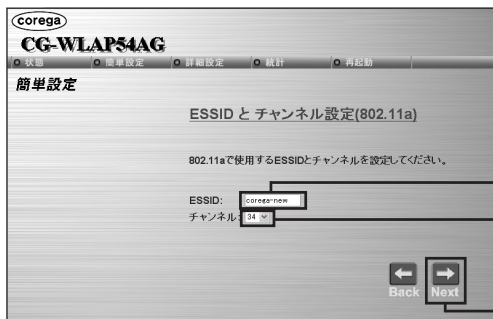 corega
CG-WLAP54AG
状態 簡単設定 詳細設定 統計 再起動
簡単設定
ESSID と チャンネル設定(802.11a)
802.11aで使用するESSIDとチャンネルを設定してください。
ESSID: corega-new
チャンネル: 34
Back Next